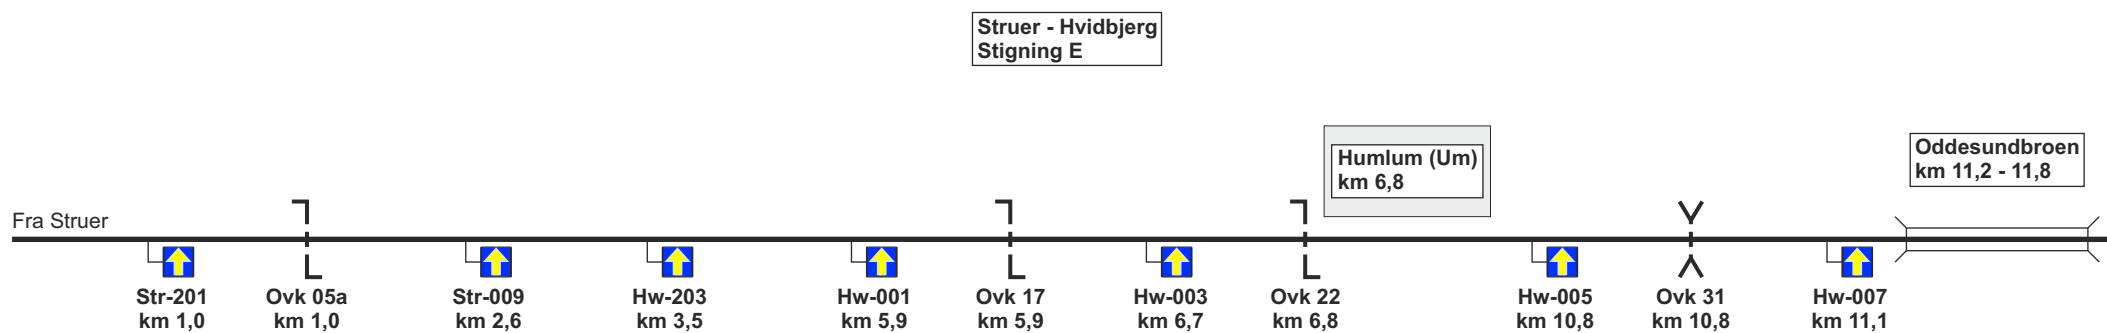 Struer - Hvidbjerg
Stigning E
Humlum (Um)
km 6,8
Oddesundbroen
km 11,2 - 11,8
Fra Struer
Str-201
km 1,0
Ovk 05a
km 1,0
Str-009
km 2,6
Hw-203
km 3,5
Hw-001
km 5,9
Ovk 17
km 5,9
Hw-003
km 6,7
Ovk 22
km 6,8
Hw-005
km 10,8
Ovk 31
km 10,8
Hw-007
km 11,1